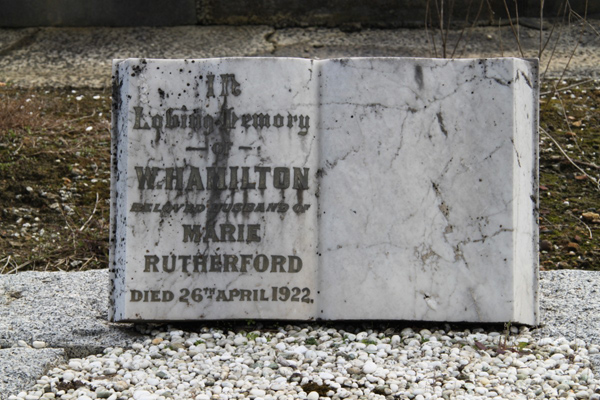 In
Loving Memory
OF
W. HAMILTON
BELOVED HUSBAND OF
MARIE
RUTHERFORD
DIED 26TH APRIL 1922.